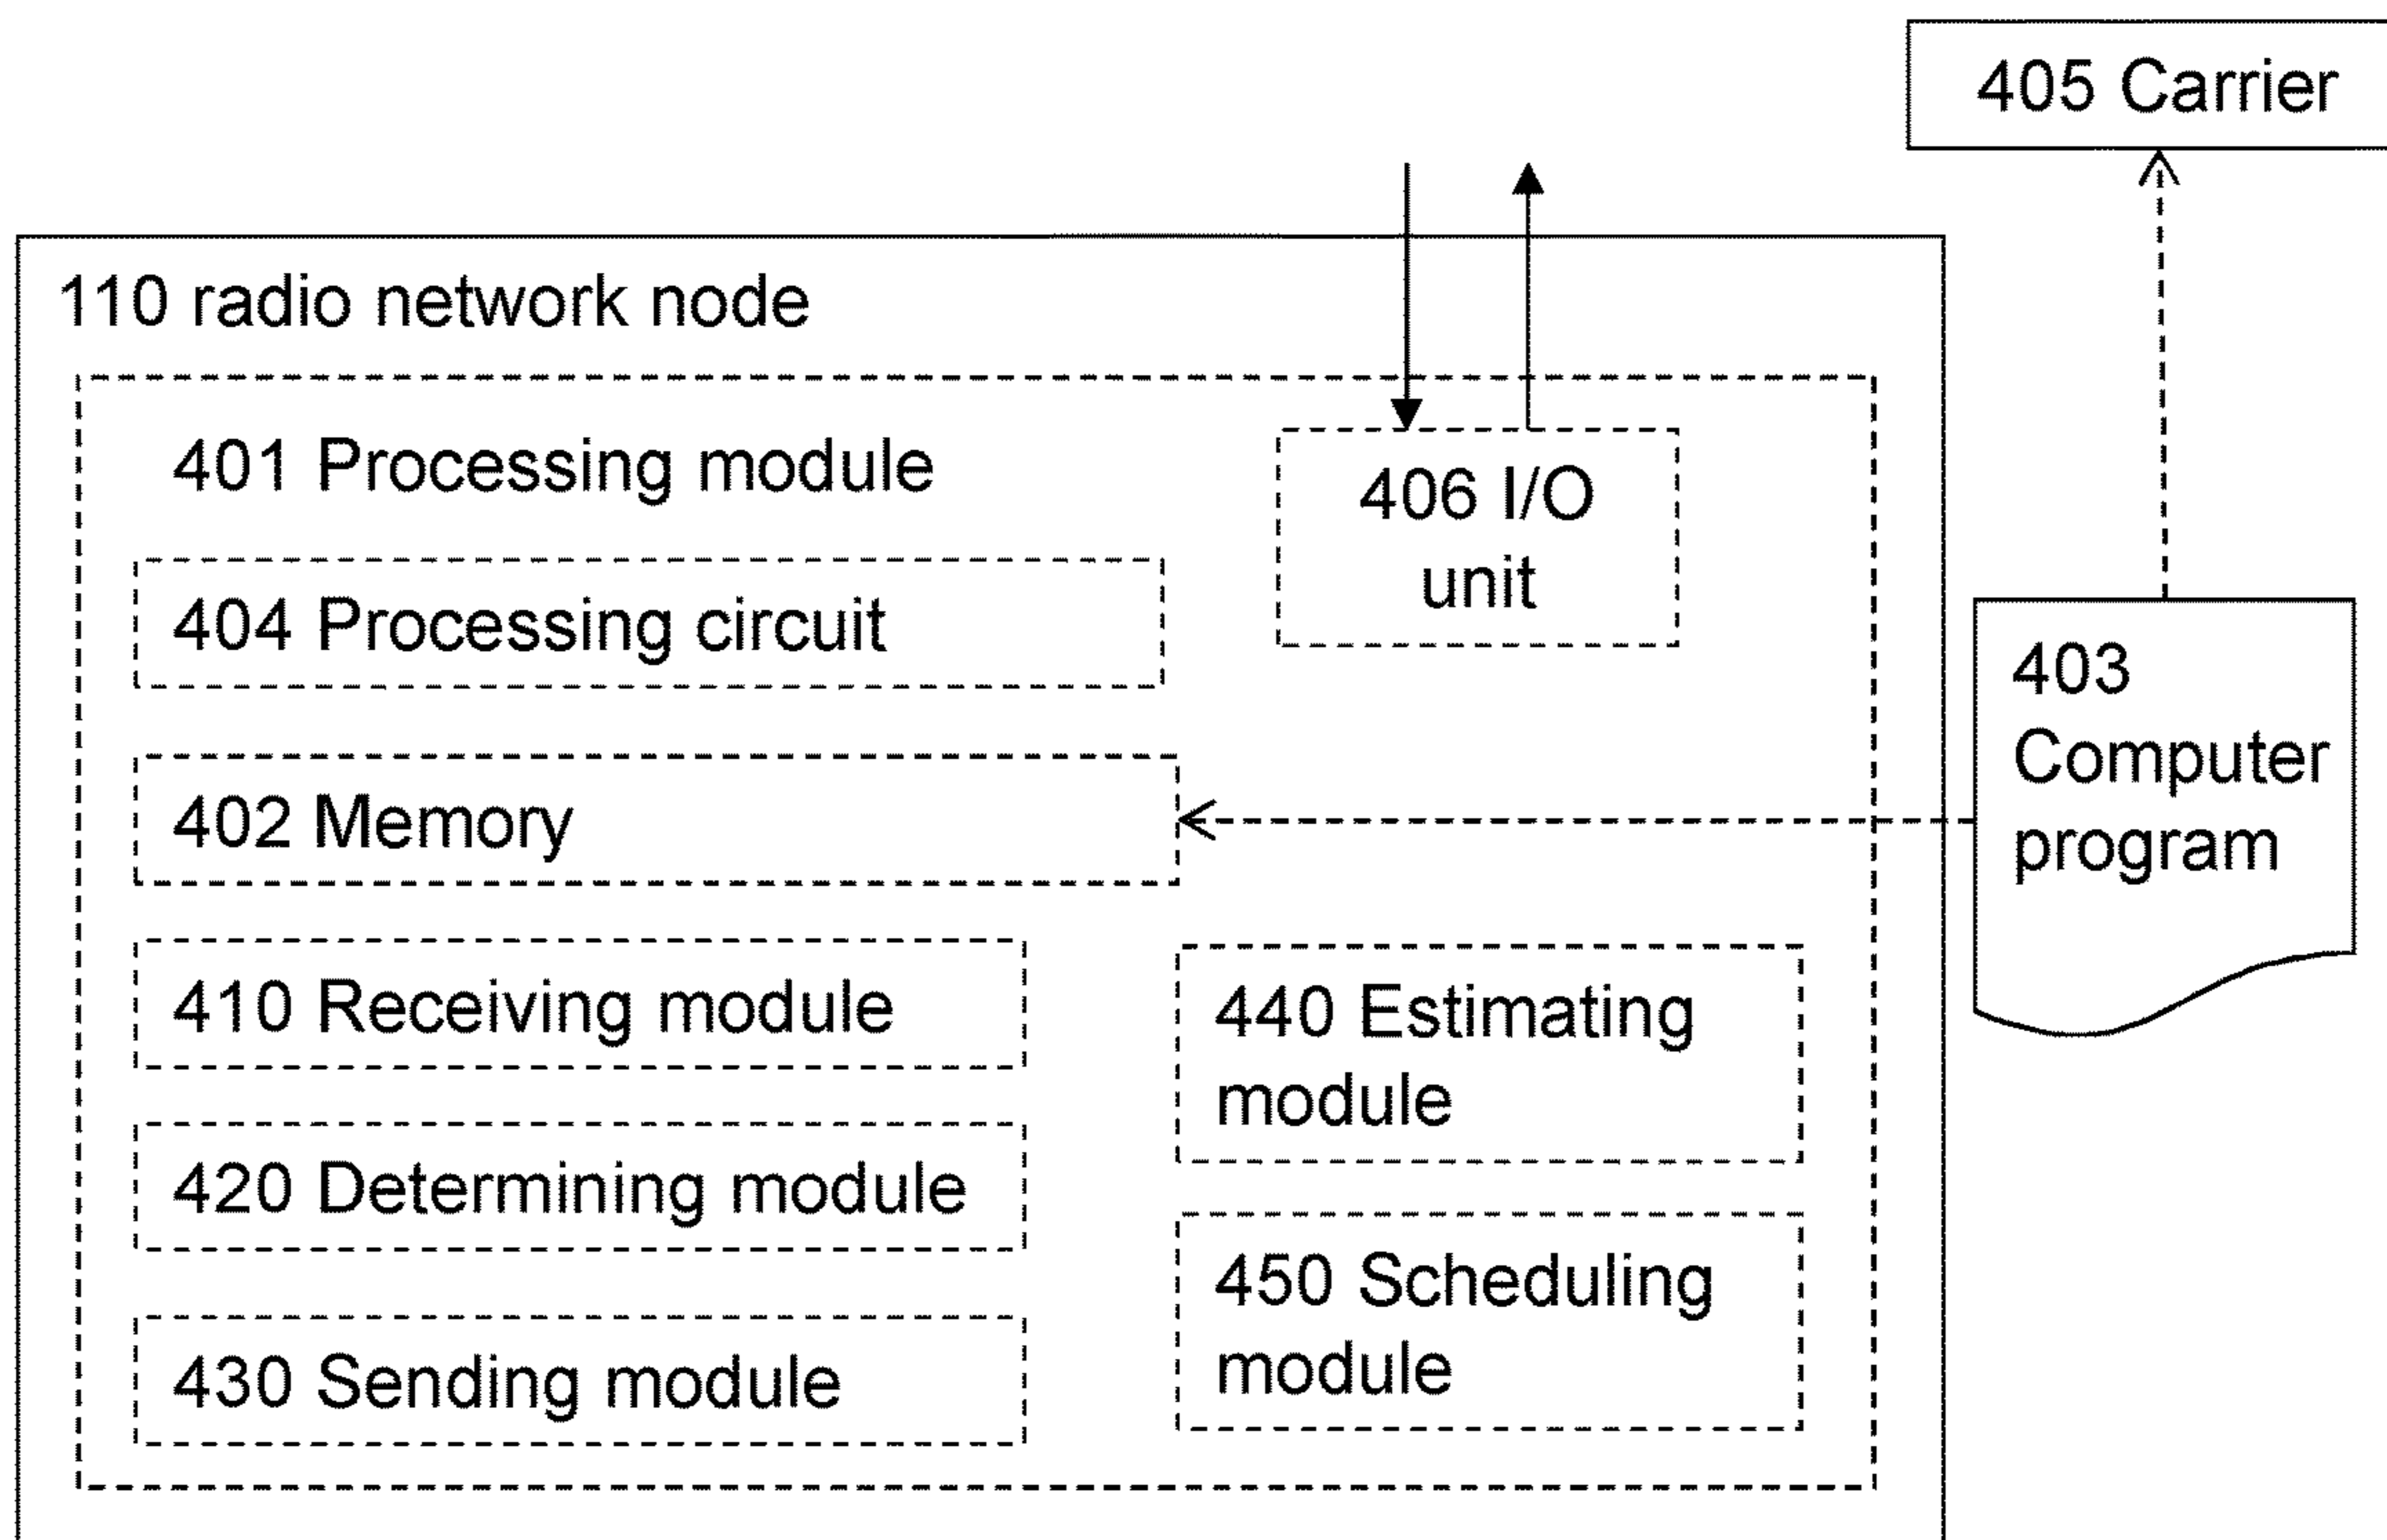 405 Carrier
110 radio network node
401 Processing module
406 I/O
unit
404 Processing circuit
403
Computer
program
402 Memory
410 Receiving module
440 Estimating
module
420 Determining module
450 Scheduling
module
430 Sending module